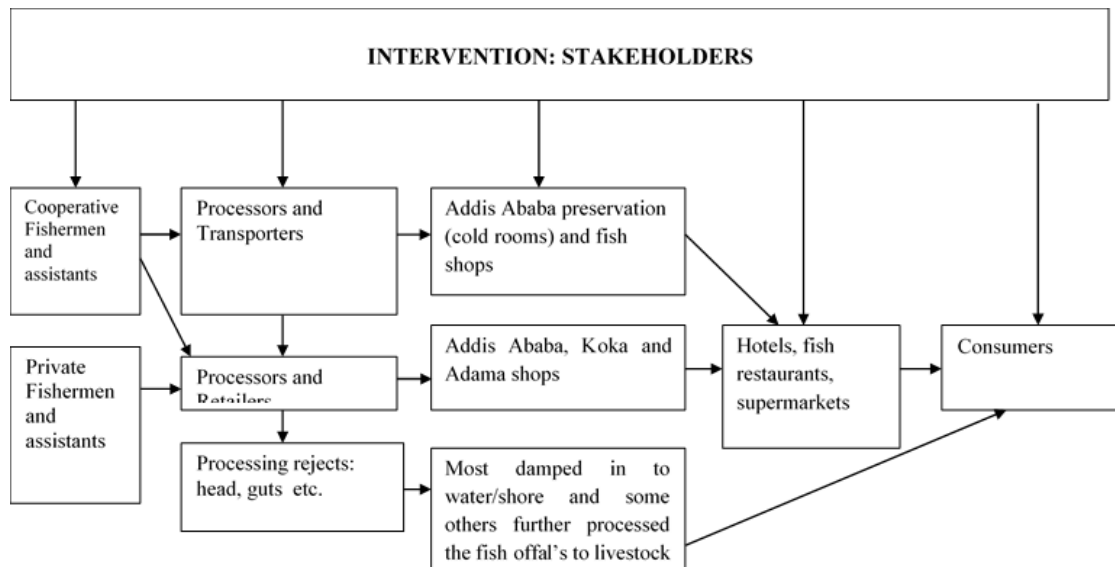 INTERVENTION: STAKEHOLDERS
Cooperative
Fishermen
and
assistants
Processors and
Transporters
Addis Ababa preservation
(cold rooms) and fish
shops
Private
Fishermen
and
assistants
Processors and
Retailers
Addis Ababa, Koka and
Adama shops
Hotels, fish
restaurants,
supermarkets
Consumers
Processing rejects:
head, guts etc.
Most damped in to
water/shore and some
others further processed
the fish offal's to livestock